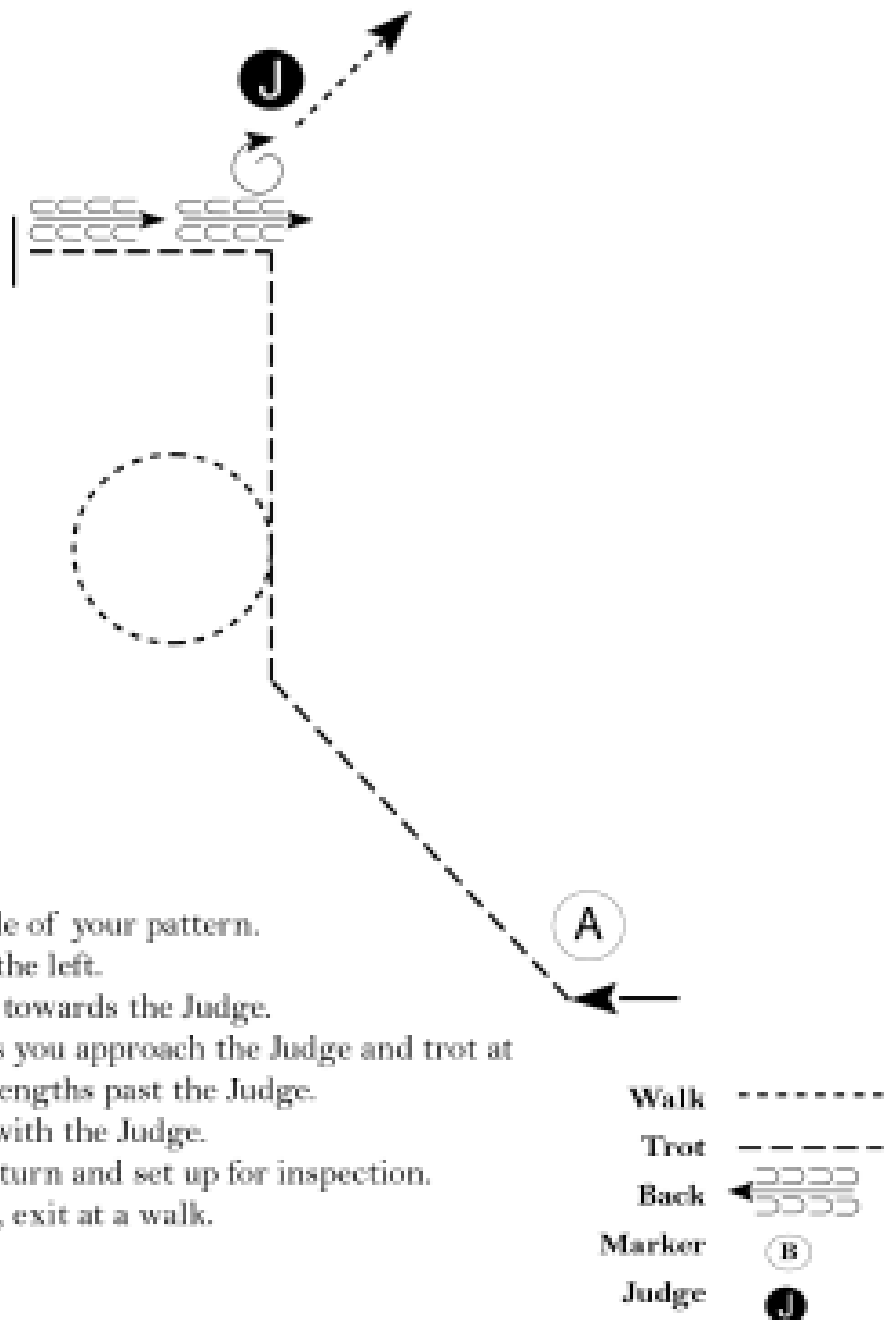 J
A
le of your pattern.
the left.
towards the Judge.
s you approach the Judge and trot at
engths past the Judge.
with the Judge.
turn and set up for inspection.
, exit at a walk.
Walk
Trot
Back
Marker B
Judge J